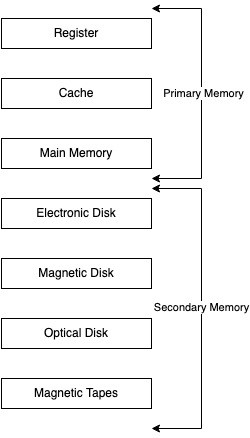 Register
Cache
Primary Memory
Main Memory
Electronic Disk
Magnetic Disk
Secondary Memory
Optical Disk
Magnetic Tapes